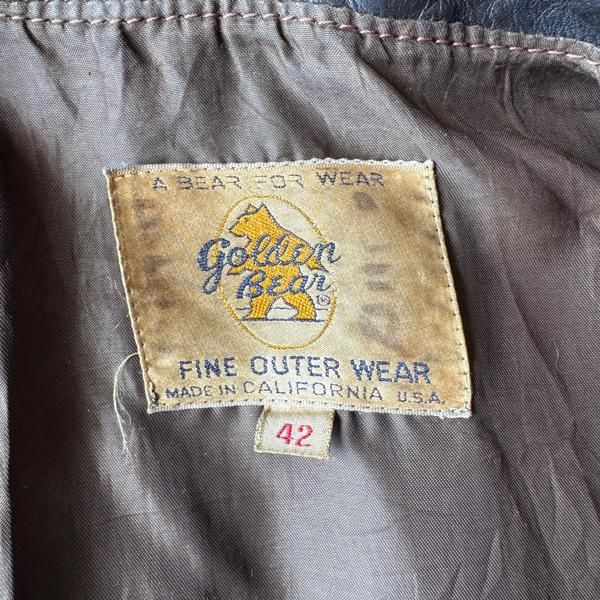 A BEAR FOR WEAR
Golden
Bear
®
FINE OUTER WEAR
MADE IN CALIFORNIA U.S.A.
42